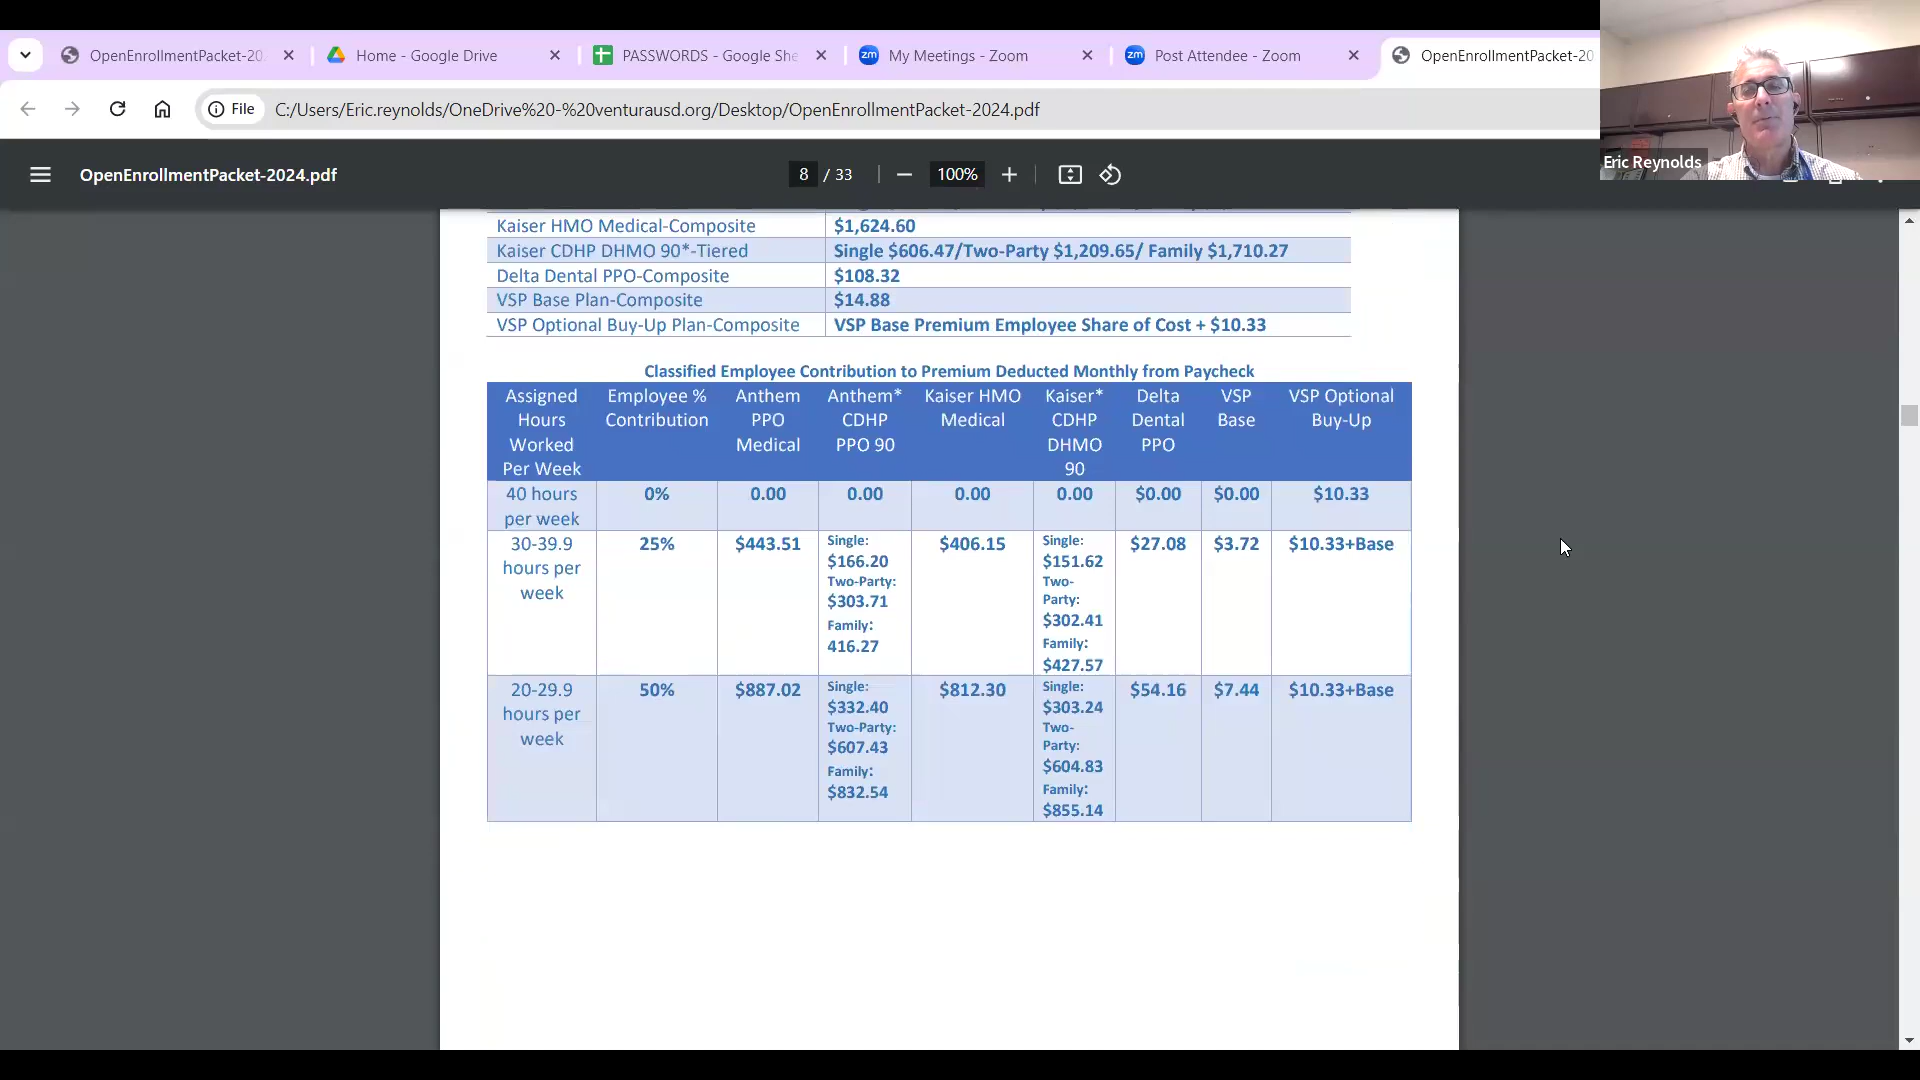 OpenEnrollmentPacket-20
Home - Google Drive
PASSWORDS - Google She
zm
My Meetings - Zoom
zm
Post Attendee - Zoom
OpenEnrollmentPacket-20
File
C:/Users/Eric.reynolds/OneDrive%20-%20venturausd.org/Desktop/OpenEnrollmentPacket-2024.pdf
Eric Reynolds
OpenEnrollmentPacket-2024.pdf
8 / 33
100%
Kaiser HMO Medical-Composite $1,624.60
Kaiser CDHP DHMO 90*-Tiered Single $606.47/Two-Party $1,209.65/ Family $1,710.27
Delta Dental PPO-Composite $108.32
VSP Base Plan-Composite $14.88
VSP Optional Buy-Up Plan-Composite VSP Base Premium Employee Share of Cost + $10.33
Classified Employee Contribution to Premium Deducted Monthly from Paycheck
Assigned Employee % Anthem Anthem* Kaiser HMO Kaiser* Delta VSP VSP Optional
Hours Contribution PPO CDHP Medical CDHP Dental Base Buy-Up
Worked Medical PPO 90 DHMO PPO
Per Week 90
40 hours 0% 0.00 0.00 0.00 0.00 $0.00 $0.00 $10.33
per week
30-39.9 25% $443.51 Single: $406.15 Single: $27.08 $3.72 $10.33+Base
hours per $166.20 $151.62
week Two-Party: Two-
$303.71 Party:
Family: $302.41
416.27 Family:
$427.57
20-29.9 50% $887.02 Single: $812.30 Single: $54.16 $7.44 $10.33+Base
hours per $332.40 $303.24
week Two-Party: Two-
$607.43 Party:
Family: $604.83
$832.54 Family:
$855.14